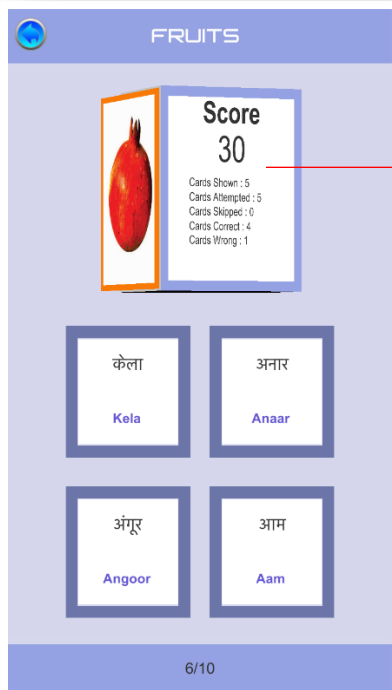 FRUITS
Score
30
Cards Shown : 5
Cards Attempted : 5
Cards Skipped : 0
Cards Correct : 4
Cards Wrong : 1
केला
Kela
अनार
Anaar
अंगूर
Angoor
आम
Aam
6/10